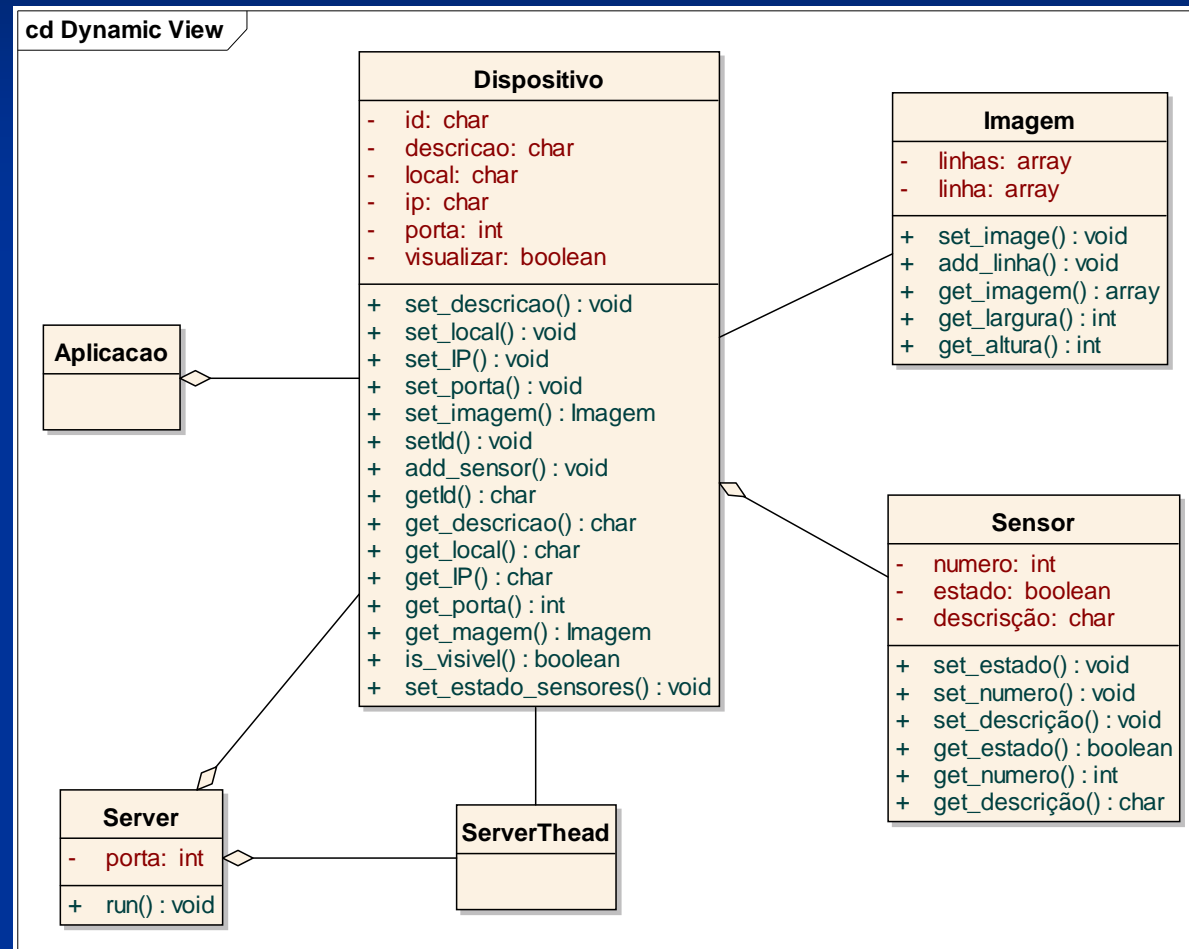 cd Dynamic View
Dispositivo
- id: char
- descricao: char
- local: char
- ip: char
- porta: int
- visualizar: boolean
+ set_descricao() : void
+ set_local() : void
+ set_IP() : void
+ set_porta() : void
+ set_imagem() : Imagem
+ setId() : void
+ add_sensor() : void
+ getId() : char
+ get_descricao() : char
+ get_local() : char
+ get_IP() : char
+ get_porta() : int
+ get_magem() : Imagem
+ is_visivel() : boolean
+ set_estado_sensores() : void
Imagem
- linhas: array
- linha: array
+ set_image() : void
+ add_linha() : void
+ get_imagem() : array
+ get_largura() : int
+ get_altura() : int
Aplicacao
Sensor
- numero: int
- estado: boolean
- descrisção: char
+ set_estado() : void
+ set_numero() : void
+ set_descrição() : void
+ get_estado() : boolean
+ get_numero() : int
+ get_descrição() : char
Server
- porta: int
+ run() : void
ServerThead